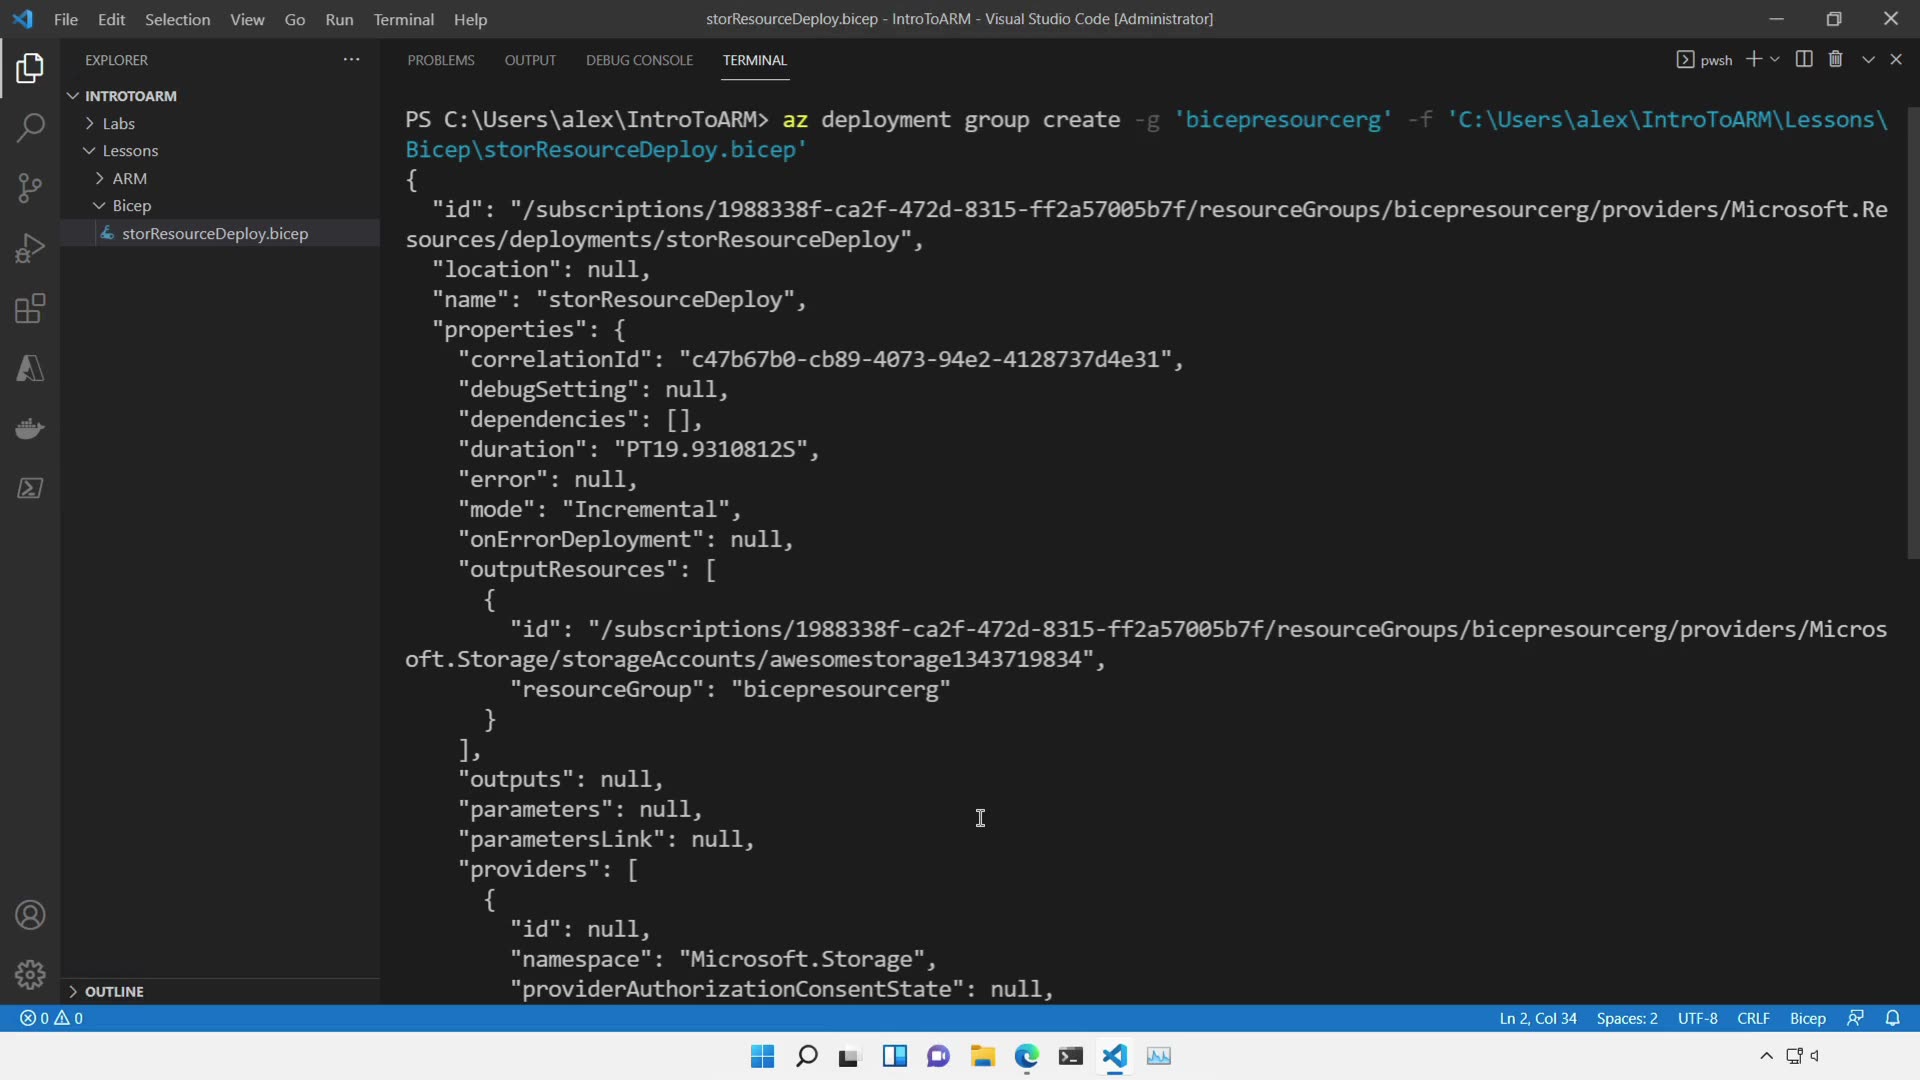 File Edit Selection View Go Run Terminal Help
storResourceDeploy.bicep - IntroToARM - Visual Studio Code [Administrator]
EXPLORER
INTROTOARM
Labs
Lessons
ARM
Bicep
storResourceDeploy.bicep
OUTLINE
PROBLEMS OUTPUT DEBUG CONSOLE TERMINAL
pwsh
PS C:\Users\alex\IntroToARM> az deployment group create -g 'bicepresourcerg' -f 'C:\Users\alex\IntroToARM\Lessons\
Bicep\storResourceDeploy.bicep'
{
"id": "/subscriptions/1988338f-ca2f-472d-8315-ff2a57005b7f/resourceGroups/bicepresourcerg/providers/Microsoft.Re
sources/deployments/storResourceDeploy",
"location": null,
"name": "storResourceDeploy",
"properties": {
"correlationId": "c47b67b0-cb89-4073-94e2-4128737d4e31",
"debugSetting": null,
"dependencies": [],
"duration": "PT19.9310812S",
"error": null,
"mode": "Incremental",
"onErrorDeployment": null,
"outputResources": [
{
"id": "/subscriptions/1988338f-ca2f-472d-8315-ff2a57005b7f/resourceGroups/bicepresourcerg/providers/Micros
oft.Storage/storageAccounts/awesomestorage1343719834",
"resourceGroup": "bicepresourcerg"
}
],
"outputs": null,
"parameters": null,
"parametersLink": null,
"providers": [
{
"id": null,
"namespace": "Microsoft.Storage",
"providerAuthorizationConsentState": null,
0 0
Ln 2, Col 34 Spaces: 2 UTF-8 CRLF Bicep